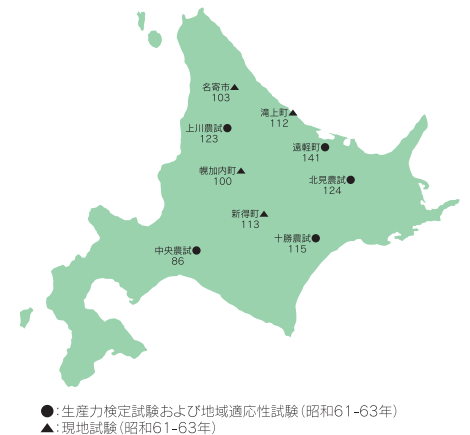 名寄市▲
103
滝上町▲
112
上川農試●
123
遠軽町●
141
幌加内町▲
100
北見農試●
124
新得町▲
113
十勝農試●
115
中央農試●
86
●:生産力検定試験および地域適応性試験(昭和61-63年)
▲:現地試験(昭和61-63年)